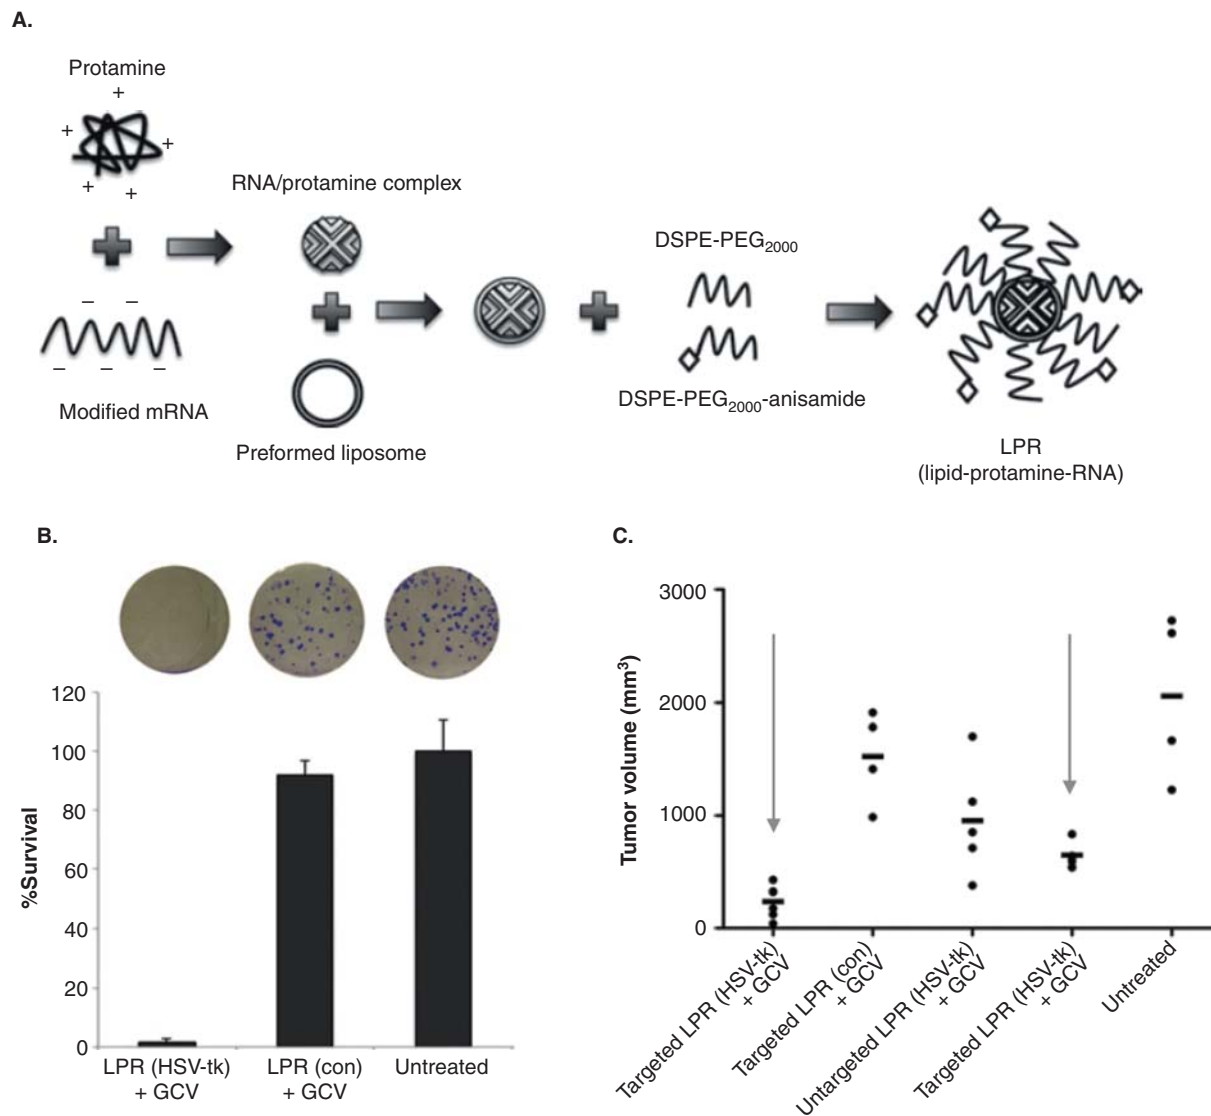 A.
Protamine
+
+
+
+
+
RNA/protamine complex
DSPE-PEG2000
– –
– – –
Modified mRNA
DSPE-PEG2000-anisamide
Preformed liposome
LPR
(lipid-protamine-RNA)
B.
120
100
80
60
40
20
0
%Survival
LPR (HSV-tk)
+ GCV
LPR (con)
+ GCV
Untreated
C.
3000
2000
1000
0
Tumor volume (mm³)
Targeted LPR (HSV-tk)
+ GCV
Targeted LPR (con)
+ GCV
Untargeted LPR (HSV-tk)
+ GCV
Targeted LPR (HSV-tk)
+ GCV
Untreated